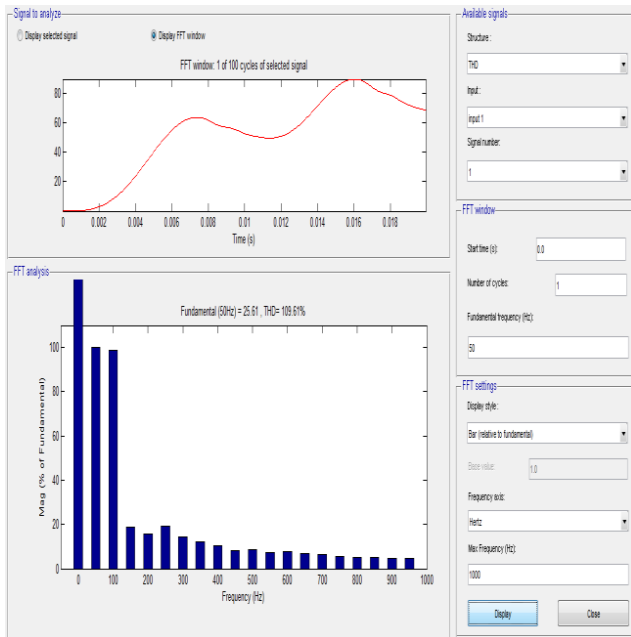 Signal to analyze
Display selected signal
Display FFT window
FFT window: 1 of 100 cycles of selected signal
80
60
40
20
0 0.002 0.004 0.006 0.008 0.01 0.012 0.014 0.016 0.018
Time (s)
FFT analysis
Fundamental (50Hz) = 25.61 , THD= 109.61%
Mag (% of Fundamental)
100
80
60
40
20
0
0 100 200 300 400 500 600 700 800 900 1000
Frequency (Hz)
Available signals
Structure :
THD
Input :
input 1
Signal number:
1
FFT window
Start time (s): 0.0
Number of cycles: 1
Fundamental frequency (Hz):
50
FFT settings
Display style :
Bar (relative to fundamental)
Base value: 1.0
Frequency axis:
Hertz
Max Frequency (Hz):
1000
Display
Close